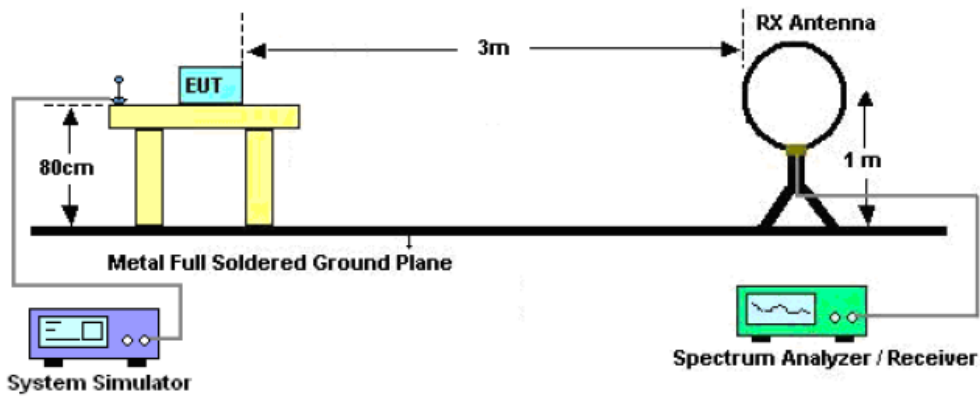 RX Antenna
3m
EUT
80cm
1 m
Metal Full Soldered Ground Plane
System Simulator
Spectrum Analyzer / Receiver